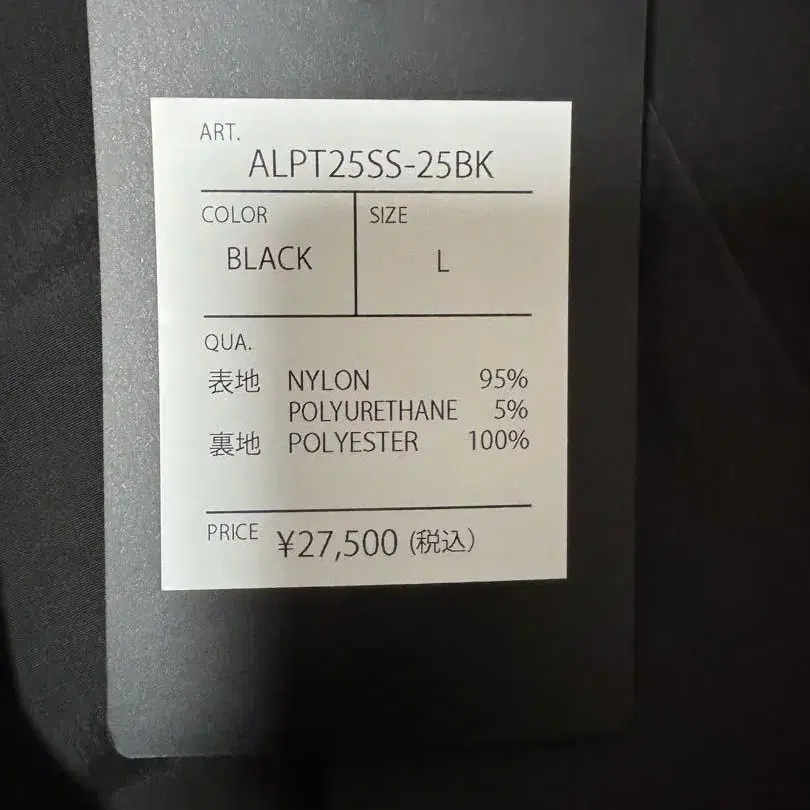 ART.
ALPT25SS-25BK
COLOR SIZE
BLACK L
QUA.
表地 NYLON 95%
POLYURETHANE 5%
裏地 POLYESTER 100%
PRICE ¥27,500 (税込)